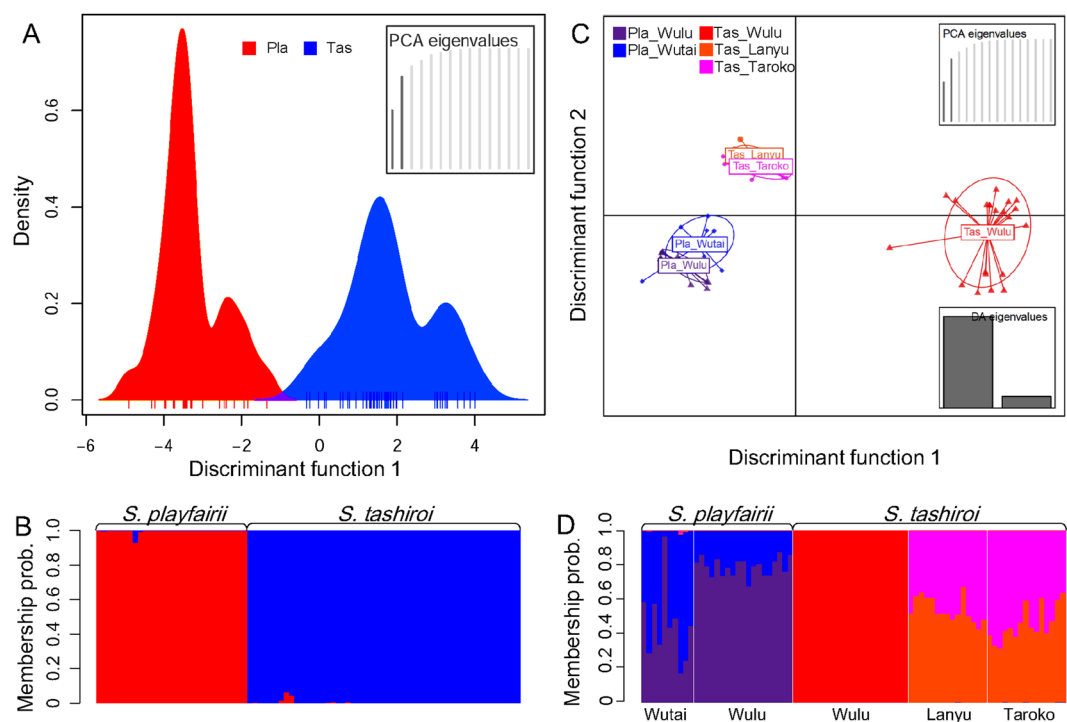 A
Pla Tas
PCA eigenvalues
Density
0.0 0.2 0.4 0.6
−6 −4 −2 0 2 4
Discriminant function 1
C
Pla_Wulu Tas_Wulu
Pla_Wutai Tas_Lanyu
Tas_Taroko
PCA eigenvalues
Discriminant function 2
Tas_Lanyu
Tas_Taroko
Tas_Wulu
Pla_Wutai
Pla_Wulu
DA eigenvalues
Discriminant function 1
B
S. playfairii S. tashiroi
Membership prob.
0 0.2 0.4 0.6 0.8 1.0
D
S. playfairii S. tashiroi
Membership prob.
0 0.2 0.4 0.6 0.8 1.0
Wutai Wulu Wulu Lanyu Taroko